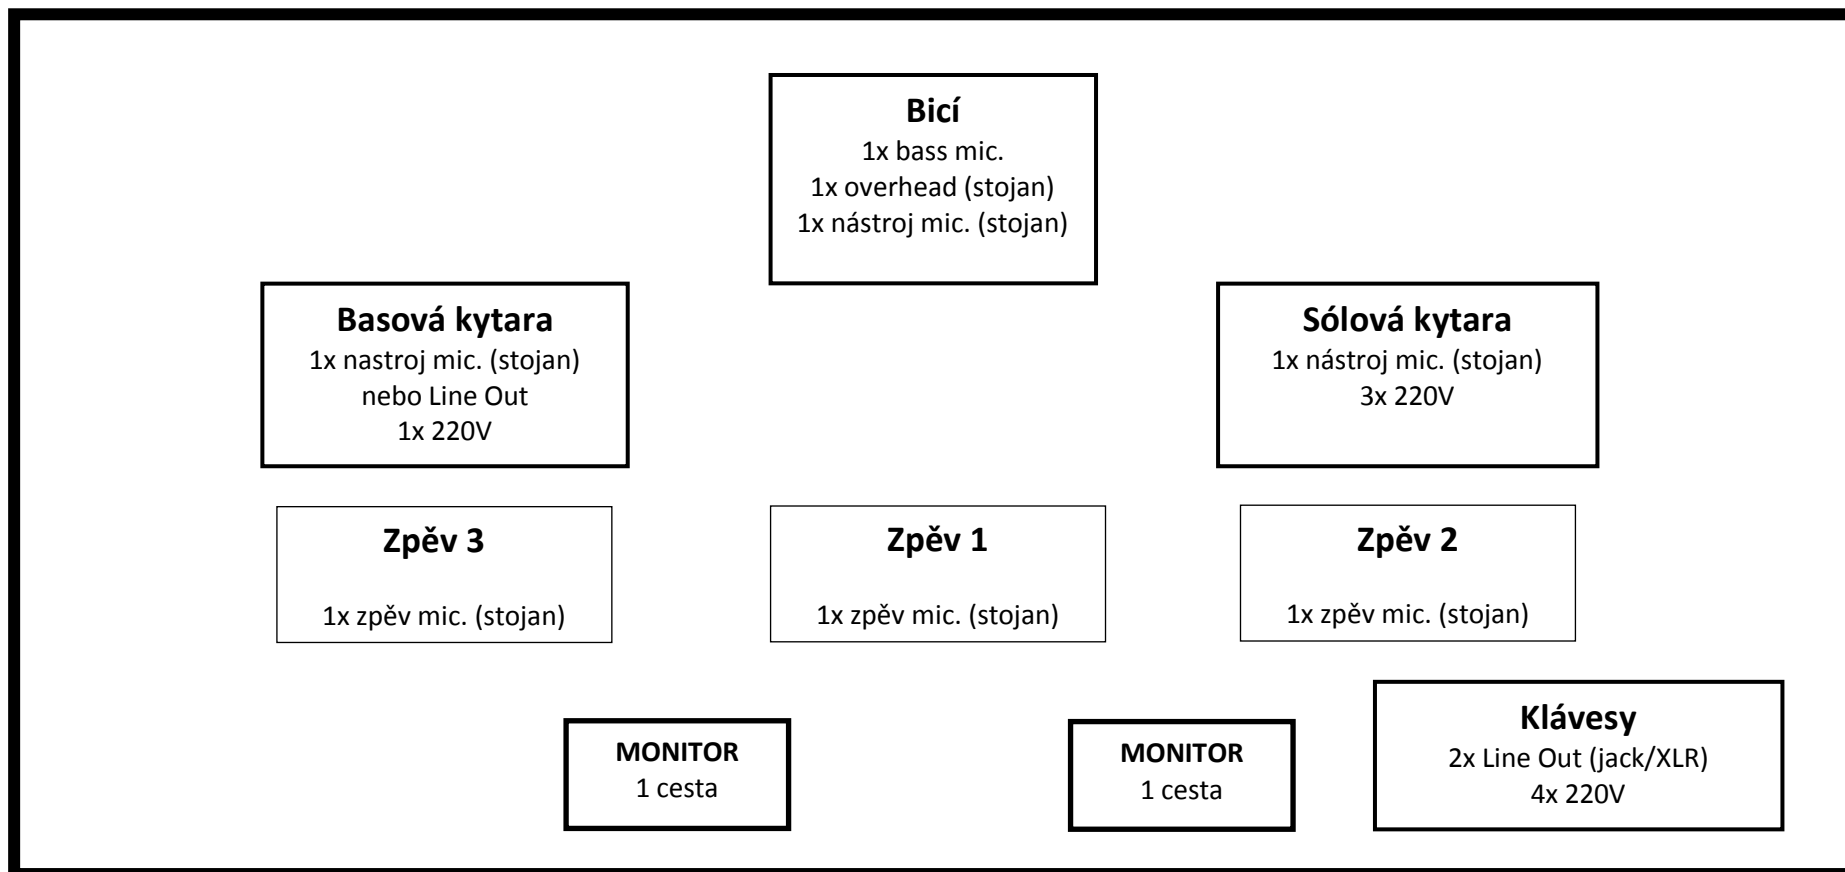 Bicí
1x bass mic.
1x overhead (stojan)
1x nástroj mic. (stojan)
Basová kytara
1x nastroj mic. (stojan)
nebo Line Out
1x 220V
Sólová kytara
1x nástroj mic. (stojan)
3x 220V
Zpěv 3
1x zpěv mic. (stojan)
Zpěv 1
1x zpěv mic. (stojan)
Zpěv 2
1x zpěv mic. (stojan)
MONITOR
1 cesta
MONITOR
1 cesta
Klávesy
2x Line Out (jack/XLR)
4x 220V